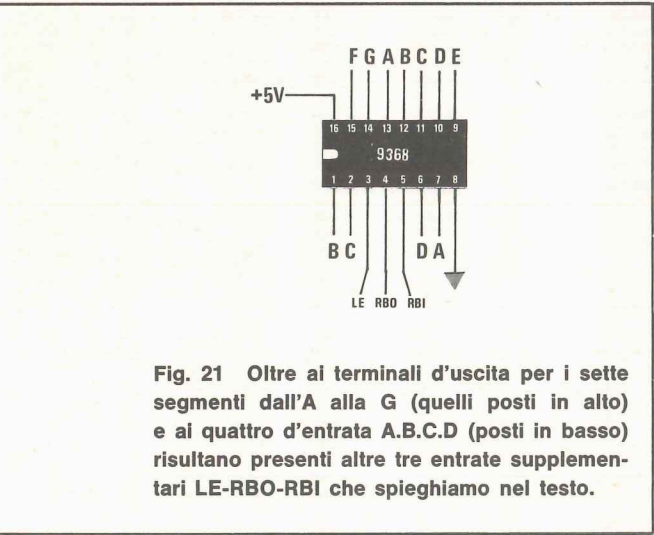 F G A B C D E
+5V
16 15 14 13 12 11 10 9
9368
1 2 3 4 5 6 7 8
B C D A
LE RBO RBI
Fig. 21 Oltre ai terminali d'uscita per i sette
segmenti dall'A alla G (quelli posti in alto)
e ai quattro d'entrata A.B.C.D (posti in basso)
risultano presenti altre tre entrate supplemen-
tari LE-RBO-RBI che spieghiamo nel testo.